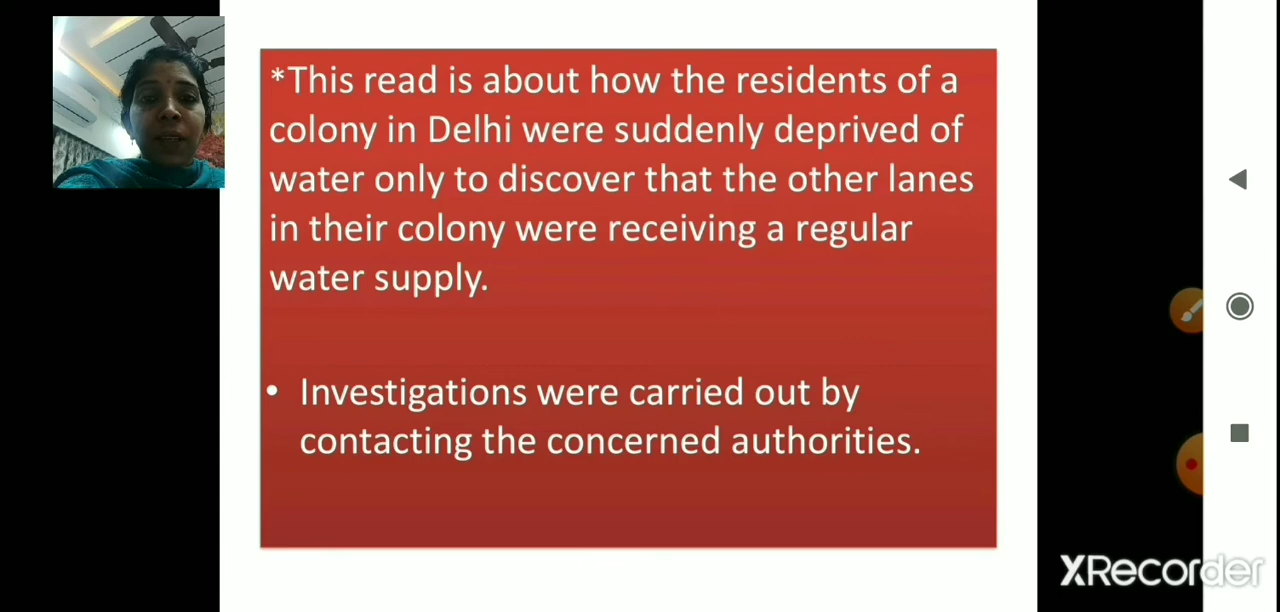 *This read is about how the residents of a
colony in Delhi were suddenly deprived of
water only to discover that the other lanes
in their colony were receiving a regular
water supply.
• Investigations were carried out by
contacting the concerned authorities.
XRecorder